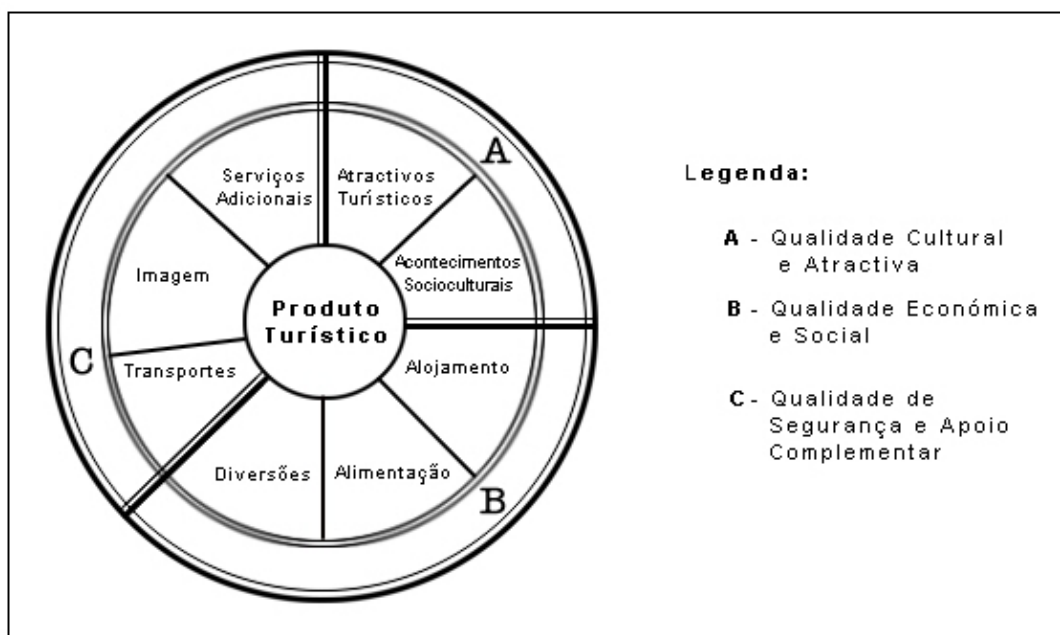 Serviços
Adicionais
Atractivos
Turísticos
A
Imagem
Acontecimentos
Socioculturais
Produto
Turístico
C
Transportes
Alojamento
Diversões
Alimentação
B
Legenda:
A - Qualidade Cultural
e Atractiva
B - Qualidade Económica
e Social
C - Qualidade de
Segurança e Apoio
Complementar